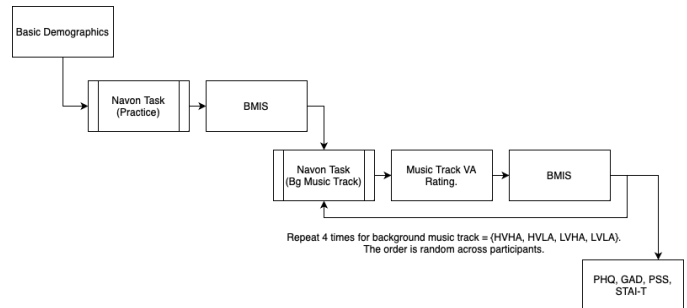 Basic Demographics
Navon Task
(Practice)
BMIS
Navon Task
(Bg Music Track)
Music Track VA
Rating.
BMIS
Repeat 4 times for background music track = {HVHA, HVLA, LVHA, LVLA}.
The order is random across participants.
PHQ, GAD, PSS,
STAI-T